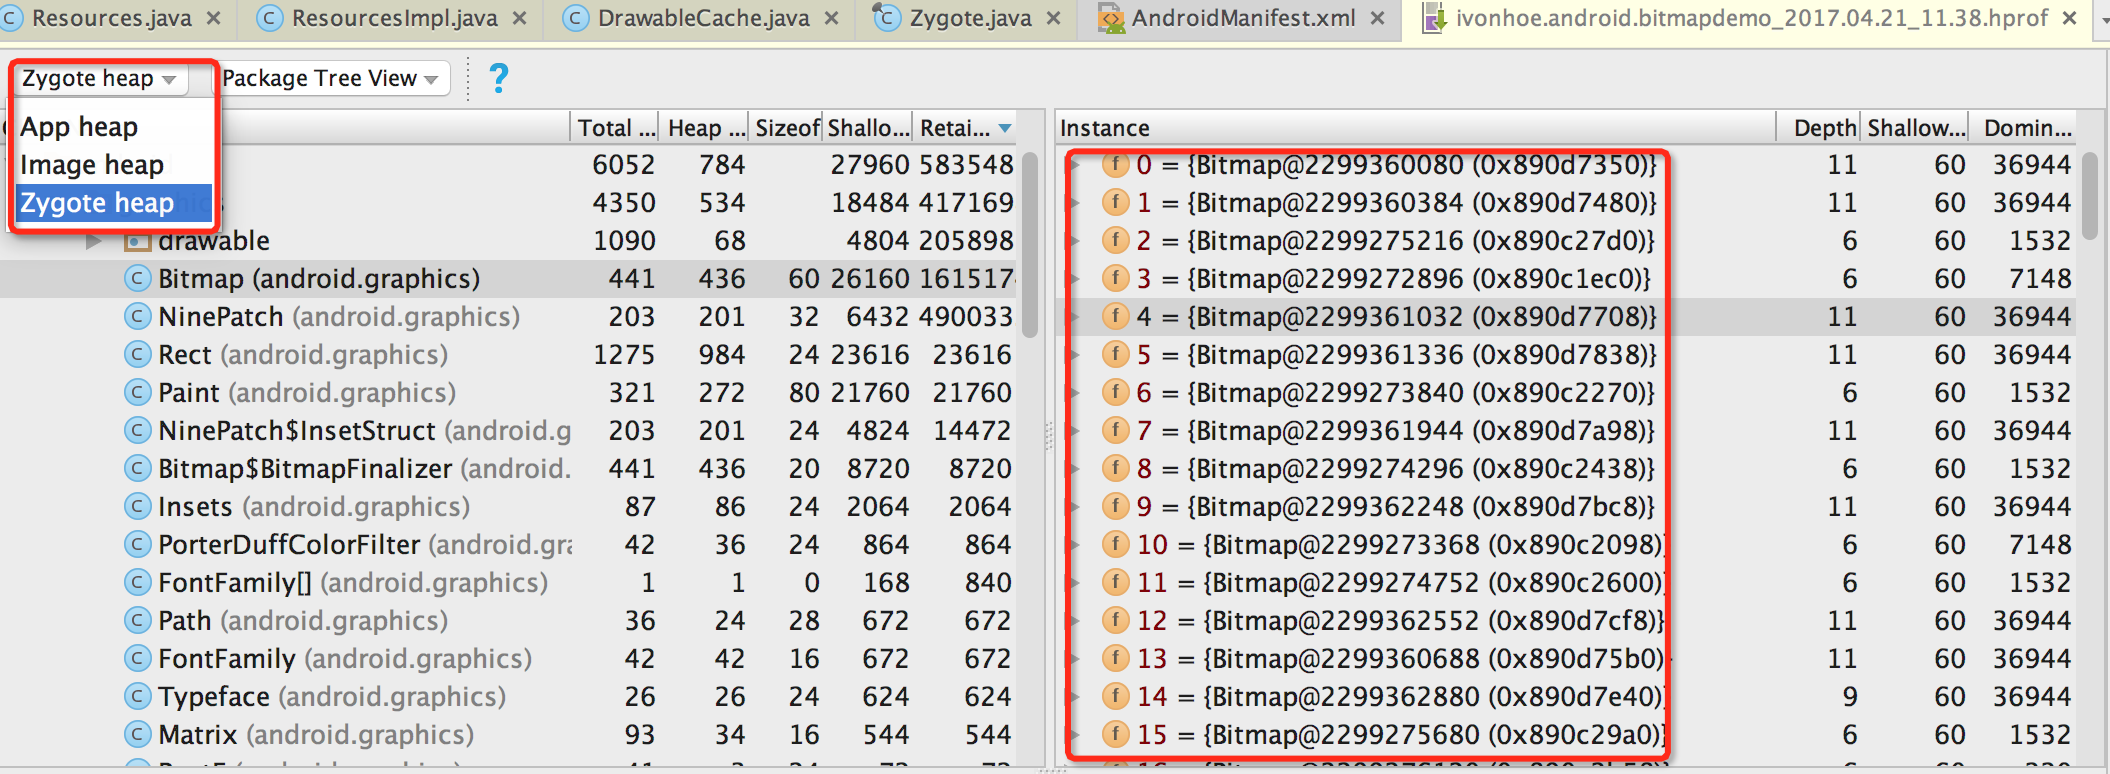 Resources.java × ResourcesImpl.java × DrawableCache.java × Zygote.java × AndroidManifest.xml × ivonhoe.android.bitmapdemo_2017.04.21_11.38.hprof ×
Zygote heap Package Tree View ?
App heap
Image heap
Zygote heap
Total ... Heap ... Sizeof Shallo... Retai...
6052 784 27960 583548
4350 534 18484 417169
drawable 1090 68 4804 205898
Bitmap (android.graphics) 441 436 60 26160 161517
NinePatch (android.graphics) 203 201 32 6432 490033
Rect (android.graphics) 1275 984 24 23616 23616
Paint (android.graphics) 321 272 80 21760 21760
NinePatch$InsetStruct (android.g 203 201 24 4824 14472
Bitmap$BitmapFinalizer (android. 441 436 20 8720 8720
Insets (android.graphics) 87 86 24 2064 2064
PorterDuffColorFilter (android.gra 42 36 24 864 864
FontFamily[] (android.graphics) 1 1 0 168 840
Path (android.graphics) 36 24 28 672 672
FontFamily (android.graphics) 42 42 16 672 672
Typeface (android.graphics) 26 26 24 624 624
Matrix (android.graphics) 93 34 16 544 544
Instance Depth Shallow... Domin...
0 = {Bitmap@2299360080 (0x890d7350)} 11 60 36944
1 = {Bitmap@2299360384 (0x890d7480)} 11 60 36944
2 = {Bitmap@2299275216 (0x890c27d0)} 6 60 1532
3 = {Bitmap@2299272896 (0x890c1ec0)} 6 60 7148
4 = {Bitmap@2299361032 (0x890d7708)} 11 60 36944
5 = {Bitmap@2299361336 (0x890d7838)} 11 60 36944
6 = {Bitmap@2299273840 (0x890c2270)} 6 60 1532
7 = {Bitmap@2299361944 (0x890d7a98)} 11 60 36944
8 = {Bitmap@2299274296 (0x890c2438)} 6 60 1532
9 = {Bitmap@2299362248 (0x890d7bc8)} 11 60 36944
10 = {Bitmap@2299273368 (0x890c2098)} 6 60 7148
11 = {Bitmap@2299274752 (0x890c2600)} 6 60 1532
12 = {Bitmap@2299362552 (0x890d7cf8)} 11 60 36944
13 = {Bitmap@2299360688 (0x890d75b0)} 11 60 36944
14 = {Bitmap@2299362880 (0x890d7e40)} 9 60 36944
15 = {Bitmap@2299275680 (0x890c29a0)} 6 60 1532